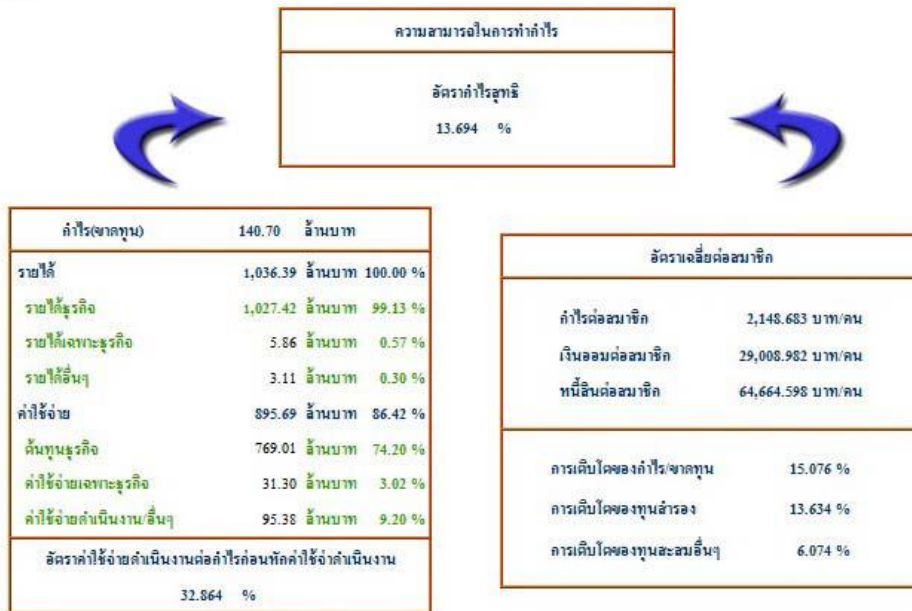 ความสามารถในการทำกำไร
อัตรากำไรสุทธิ
13.694 %
กำไร(ขาดทุน) 140.70 ล้านบาท
รายได้ 1,036.39 ล้านบาท 100.00 %
รายได้ธุรกิจ 1,027.42 ล้านบาท 99.13 %
รายได้เฉพาะธุรกิจ 5.86 ล้านบาท 0.57 %
รายได้อื่นๆ 3.11 ล้านบาท 0.30 %
ค่าใช้จ่าย 895.69 ล้านบาท 86.42 %
ต้นทุนธุรกิจ 769.01 ล้านบาท 74.20 %
ค่าใช้จ่ายเฉพาะธุรกิจ 31.30 ล้านบาท 3.02 %
ค่าใช้จ่ายดำเนินงาน/อื่นๆ 95.38 ล้านบาท 9.20 %
อัตราค่าใช้จ่ายดำเนินงานต่อกำไรก่อนหักค่าใช้จ่าดำเนินงาน
32.864 %
อัตราเฉลี่ยต่อสมาชิก
กำไรต่อสมาชิก 2,148.683 บาท/คน
เงินออมต่อสมาชิก 29,008.982 บาท/คน
หนี้สินต่อสมาชิก 64,664.598 บาท/คน
การเติบโตของกำไร/ขาดทุน 15.076 %
การเติบโตของทุนสำรอง 13.634 %
การเติบโตของทุนสะสมอื่นๆ 6.074 %